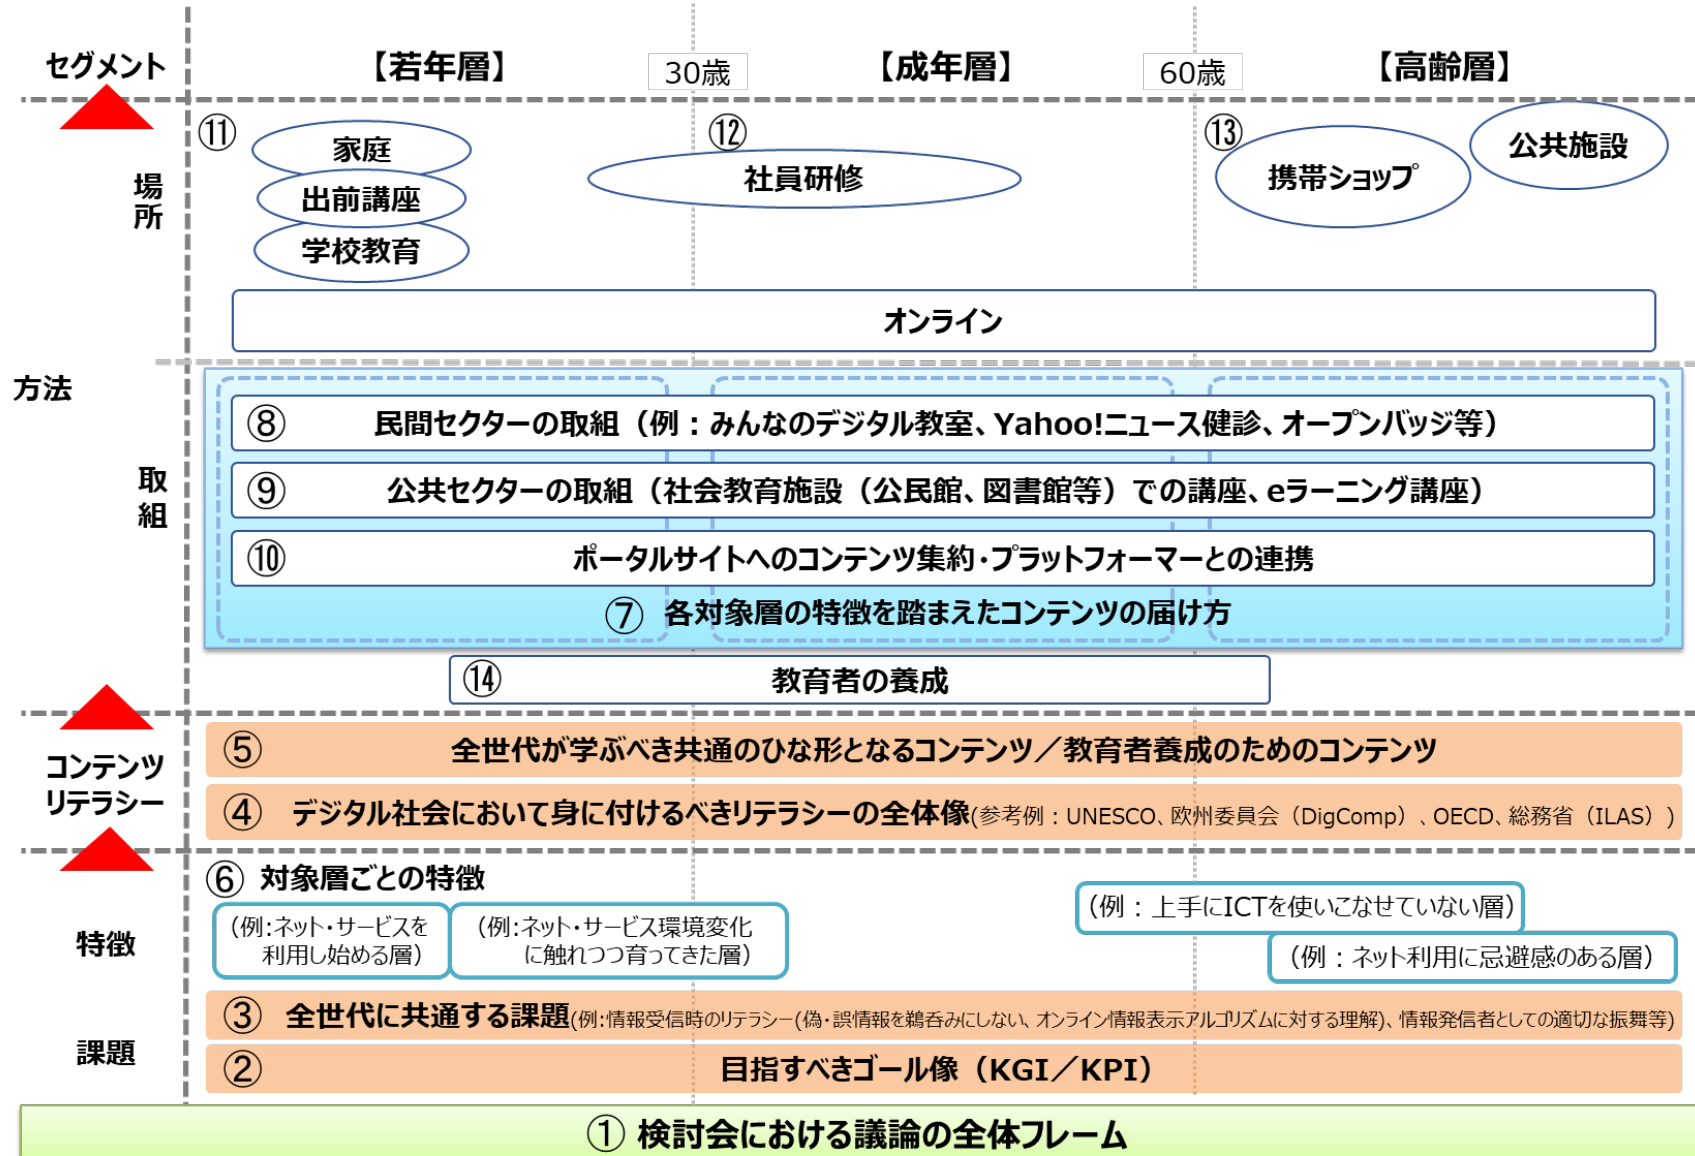 セグメント
【若年層】
30歳
【成年層】
60歳
【高齢層】
場所
⑪
家庭
出前講座
学校教育
⑫
社員研修
⑬
携帯ショップ
公共施設
オンライン
方法
取組
⑧ 民間セクターの取組（例：みんなのデジタル教室、Yahoo!ニュース健診、オープンバッジ等）
⑨ 公共セクターの取組（社会教育施設（公民館、図書館等）での講座、eラーニング講座）
⑩ ポータルサイトへのコンテンツ集約・プラットフォーマーとの連携
⑦ 各対象層の特徴を踏まえたコンテンツの届け方
⑭ 教育者の養成
コンテンツ
リテラシー
⑤ 全世代が学ぶべき共通のひな形となるコンテンツ／教育者養成のためのコンテンツ
④ デジタル社会において身に付けるべきリテラシーの全体像(参考例：UNESCO、欧州委員会（DigComp）、OECD、総務省（ILAS）)
特徴
⑥ 対象層ごとの特徴
（例:ネット・サービスを
利用し始める層）
（例:ネット・サービス環境変化
に触れつつ育ってきた層）
（例：上手にICTを使いこなせていない層）
（例：ネット利用に忌避感のある層）
課題
③ 全世代に共通する課題(例:情報受信時のリテラシー(偽・誤情報を鵜呑みにしない、オンライン情報表示アルゴリズムに対する理解)、情報発信者としての適切な振舞等)
② 目指すべきゴール像（KGI／KPI）
① 検討会における議論の全体フレーム